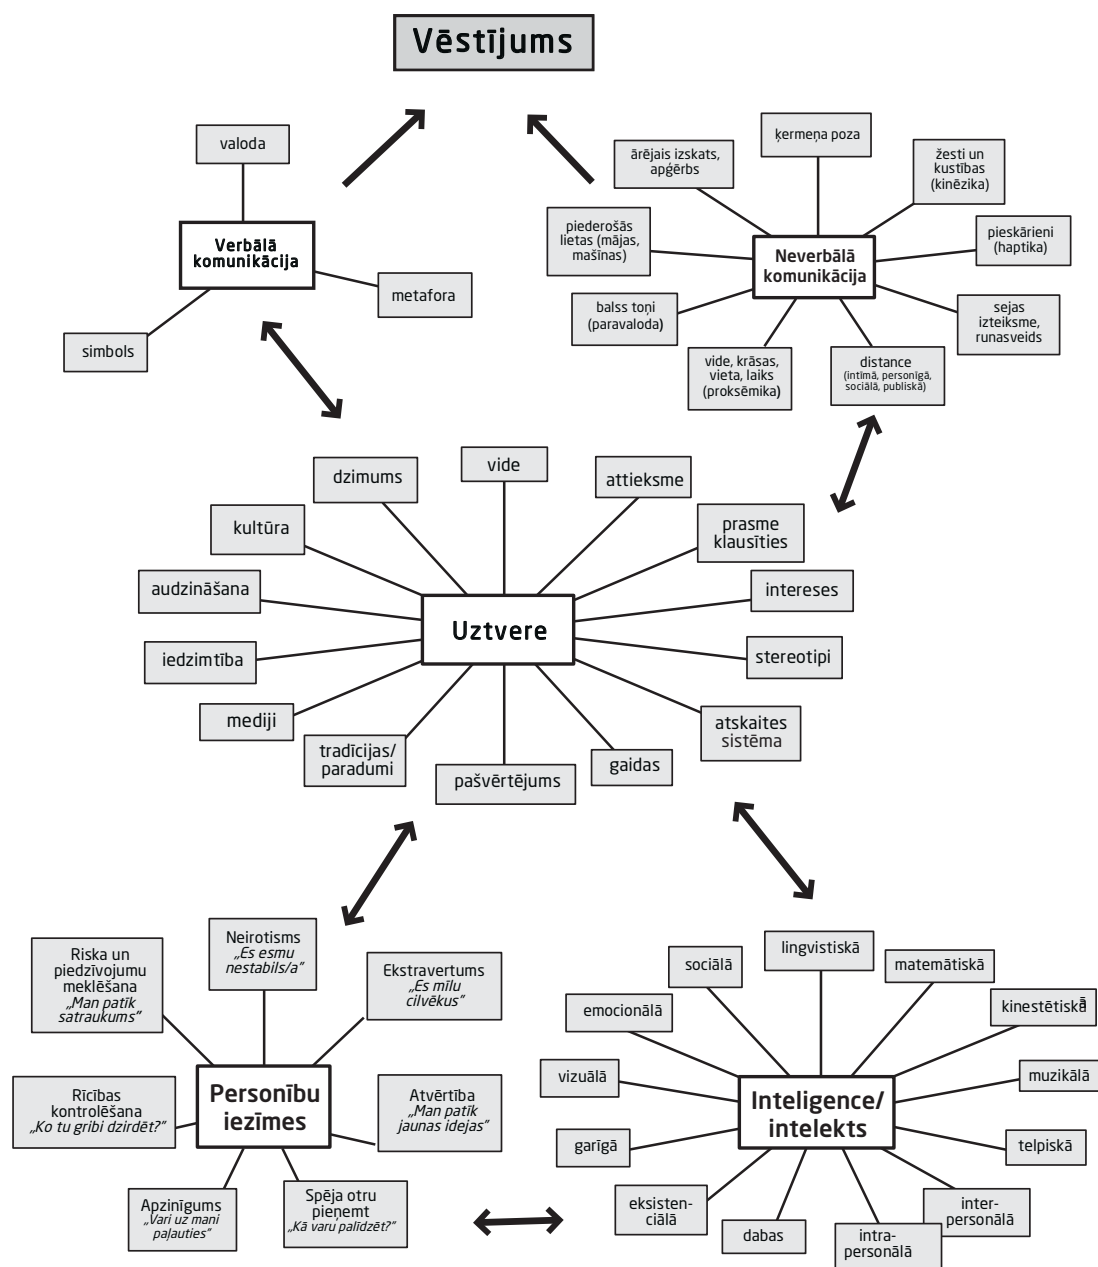 Vēstījums
valoda
Verbālā
komunikācija
metafora
simbols
ķermeņa poza
ārējais izskats,
apģērbs
žesti un
kustības
(kinēzika)
piederošās
lietas (mājas,
mašīnas)
Neverbālā
komunikācija
pieskārieni
(haptika)
balss toņi
(paravaloda)
sejas
izteiksme,
runasveids
vide, krāsas,
vieta, laiks
(proksēmika)
distance
(intīmā, personīgā,
sociālā, publiskā)
dzimums
vide
attieksme
kultūra
prasme
klausīties
audzināšana
intereses
Uztvere
iedzimtība
stereotipi
mediji
atskaites
sistēma
tradīcijas/
paradumi
pašvērtējums
gaidas
Riska un
piedzīvojumu
meklēšana
„Man patīk
satraukums”
Neirotisms
„Es esmu
nestabils/a”
Ekstravertums
„Es mīlu
cilvēkus”
Rīcības
kontrolēšana
„Ko tu gribi dzirdēt?”
Personību
iezīmes
Atvērtība
„Man patīk
jaunas idejas”
Apzinīgums
„Vari uz mani
paļauties”
Spēja otru
pieņemt
„Kā varu palīdzēt?”
lingvistiskā
sociālā
matemātiskā
emocionālā
kinestētiskā
vizuālā
muzikālā
Inteligence/
intelekts
garīgā
telpiskā
eksisten-
ciālā
dabas
intra-
personālā
inter-
personālā